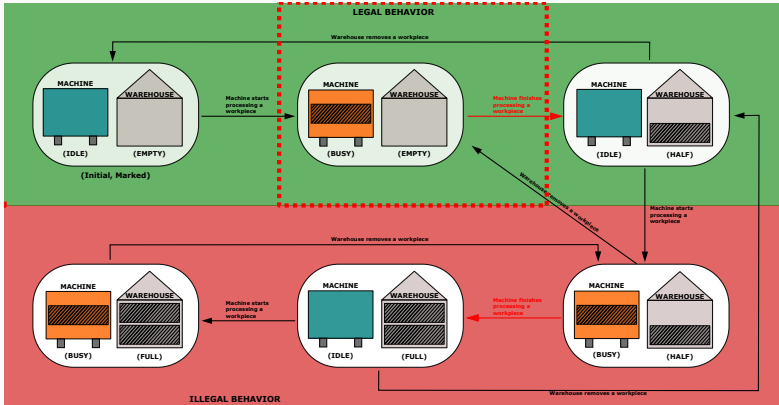 LEGAL BEHAVIOR
Warehouse removes a workpiece
MACHINE
WAREHOUSE
(IDLE)
(EMPTY)
(Initial, Marked)
Machine starts
processing a
workpiece
MACHINE
WAREHOUSE
(BUSY)
(EMPTY)
Machine finishes
processing a
workpiece
MACHINE
WAREHOUSE
(IDLE)
(HALF)
Warehouse removes a workpiece
Machine starts
processing a
workpiece
Warehouse removes a workpiece
MACHINE
WAREHOUSE
(BUSY)
(FULL)
Machine starts
processing a
workpiece
MACHINE
WAREHOUSE
(IDLE)
(FULL)
Machine finishes
processing a
workpiece
MACHINE
WAREHOUSE
(BUSY)
(HALF)
Warehouse removes a workpiece
ILLEGAL BEHAVIOR